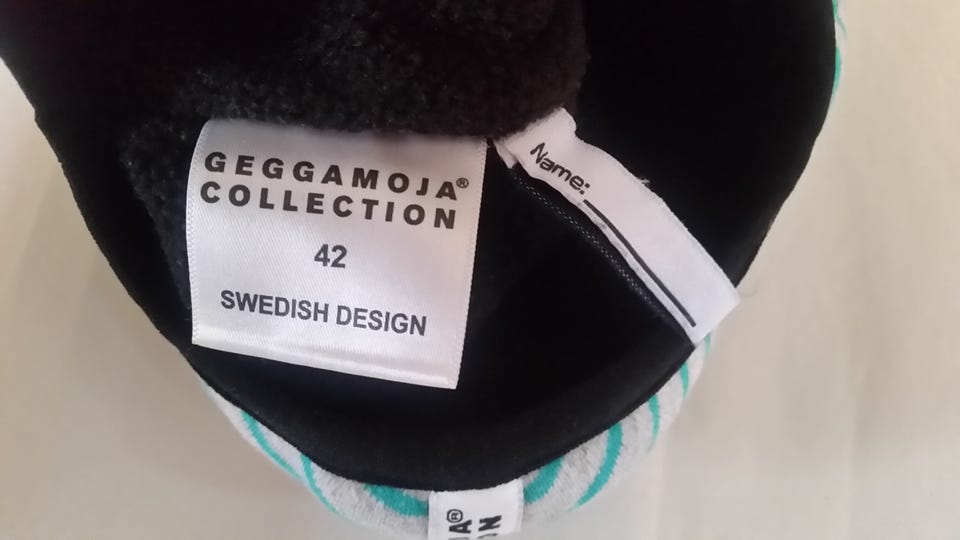 GEGGAMOJA®
COLLECTION
42
SWEDISH DESIGN
Name:
A®
N